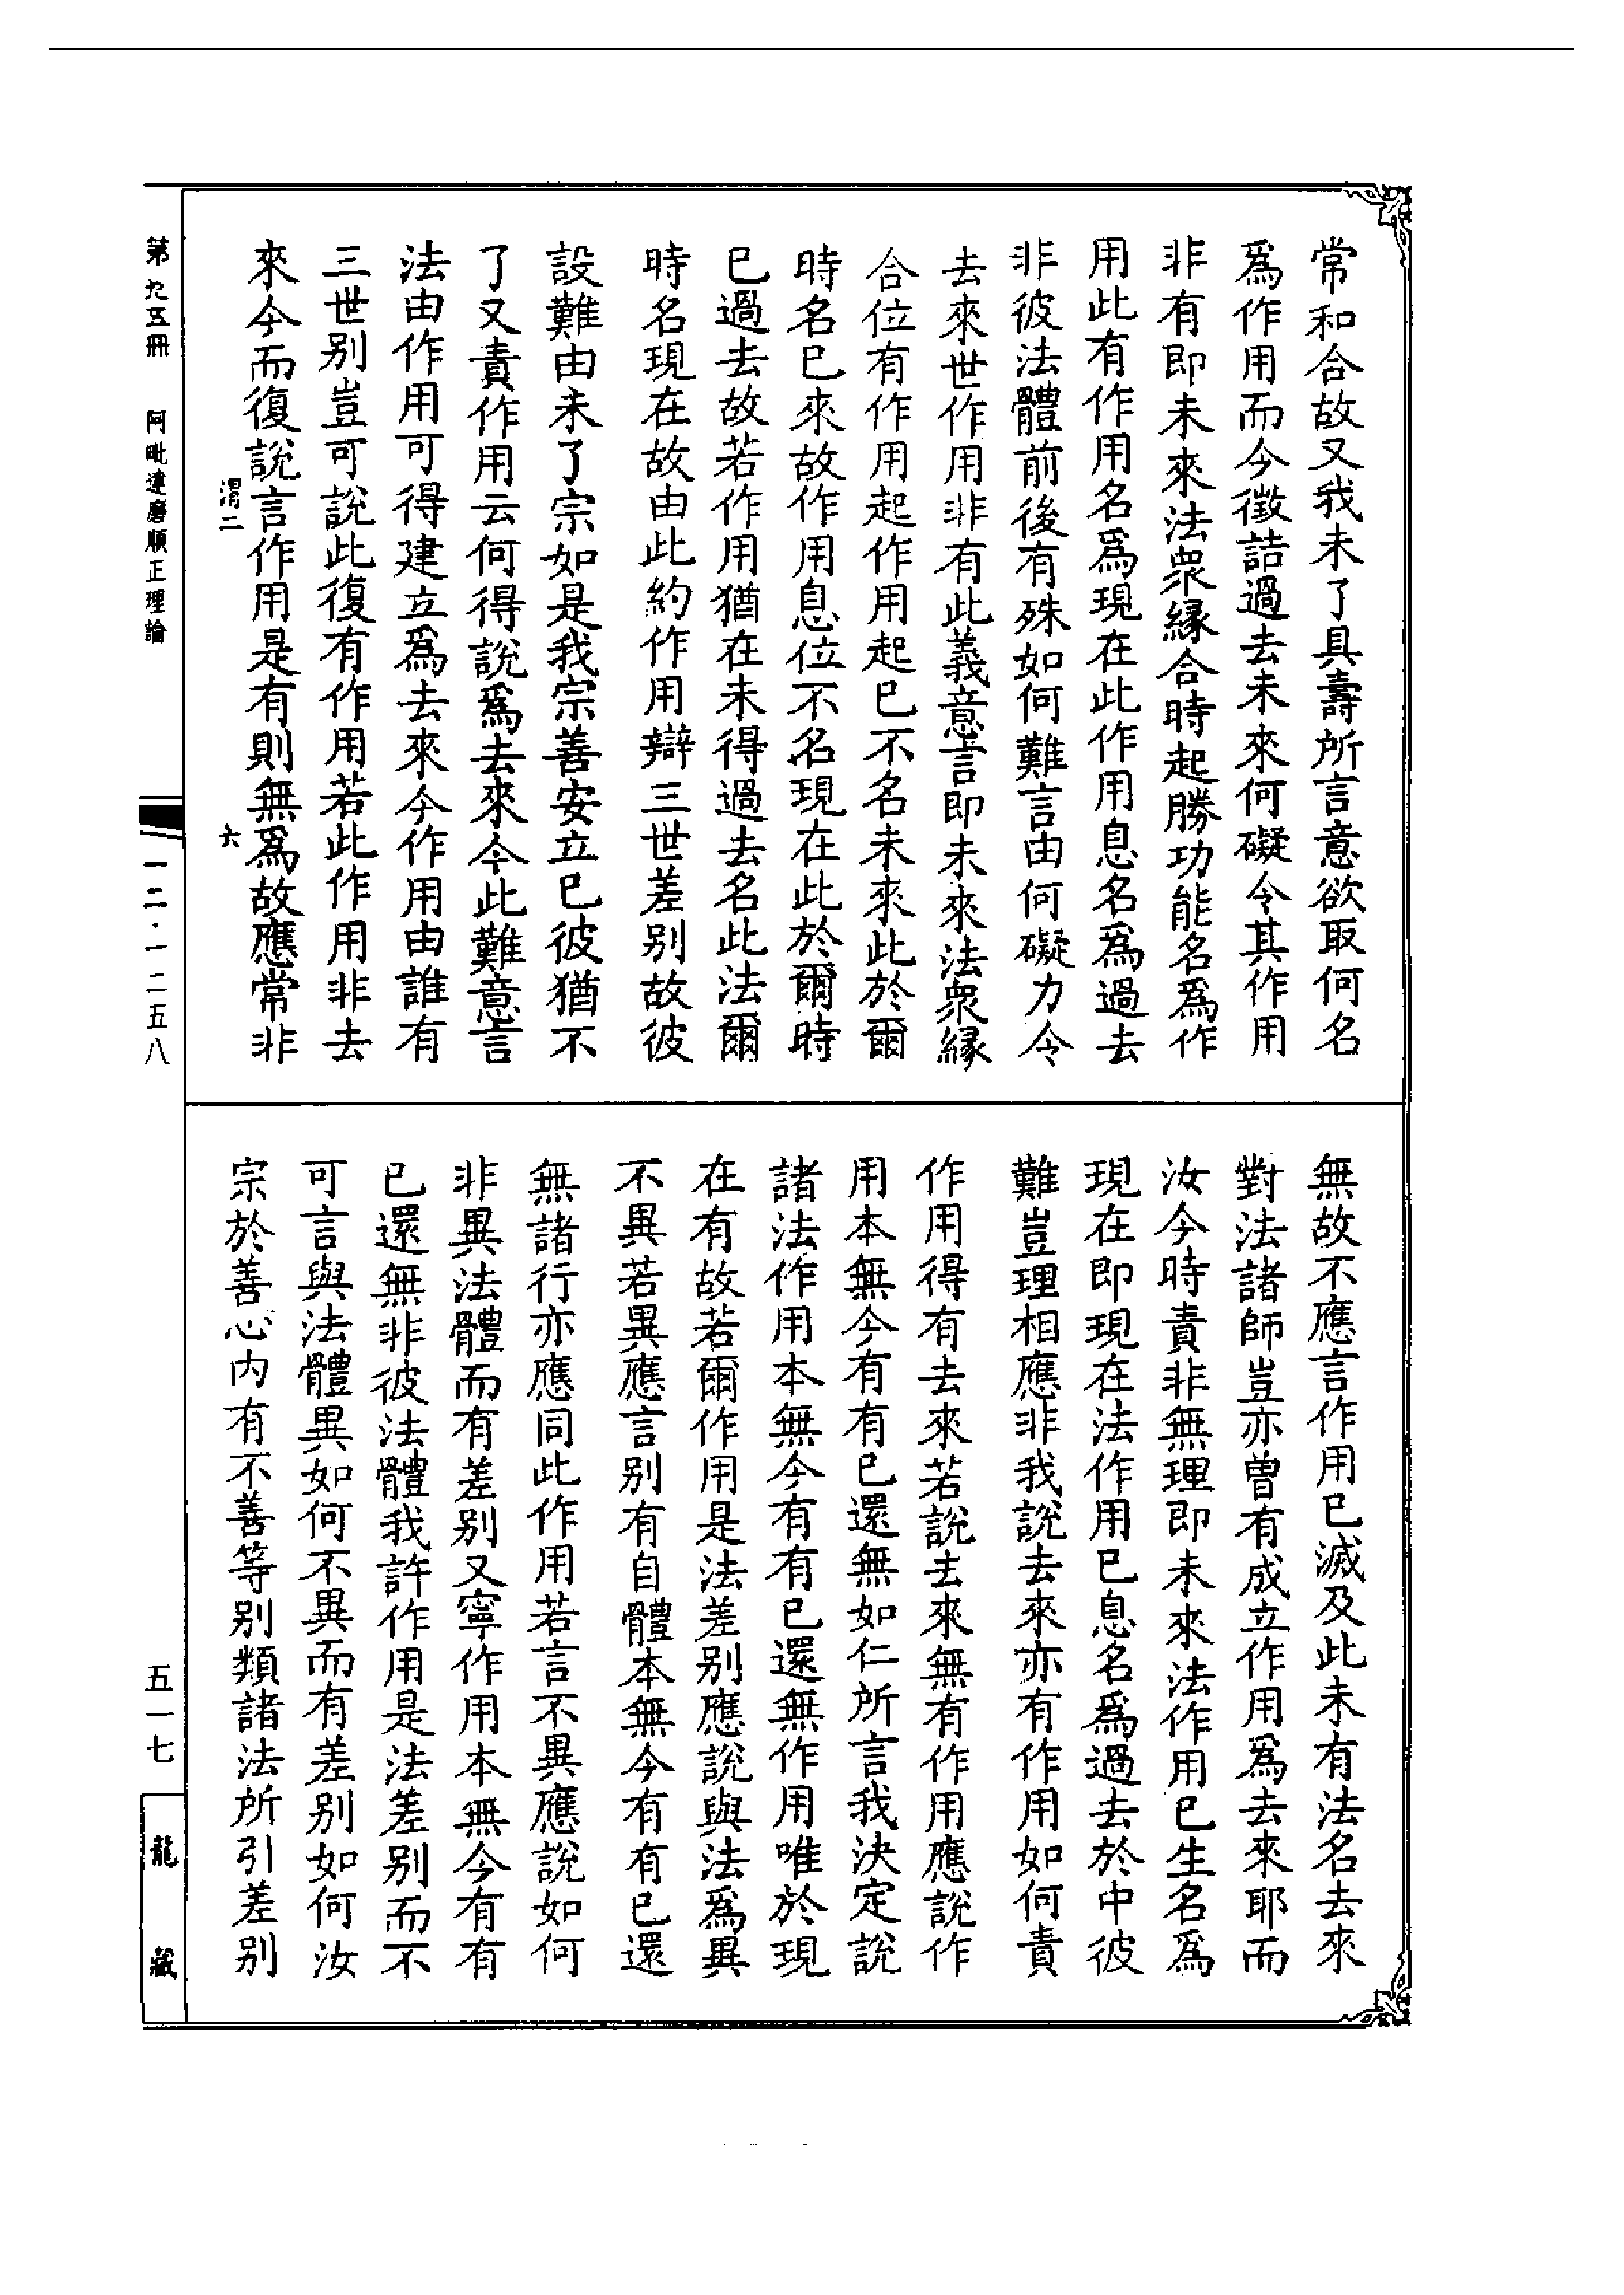 常和合故又我未了具壽所言意欲取何名
爲作用而今徵詰過去未來何礙令其作用
非有即未來法衆緣合時起勝功能名爲作
用此有作用名爲現在此作用息名爲過去
非彼法體前後有殊如何難言由何礙力令
去來世作用非有此義意言即未來法衆緣
合位有作用起作用起已不名未來此於爾
時名已來故作用息位不名現在此於爾時
已過去故若作用猶在未得過去名此法爾
時名現在故由此約作用辯三世差別故彼
設難由未了宗如是我宗善安立已彼猶不
了又責作用云何得說爲去來今此難意言
法由作用可得建立爲去來今作用由誰有
三世別豈可說此復有作用若此作用非去
來今而復說言作用是有則無爲故應常非
渭二
六
無故不應言作用已滅及此未有法名去來
對法諸師豈亦曾有成立作用爲去來耶而
汝今時責非無理即未來法作用已生名爲
現在即現在法作用已息名爲過去於中彼
難豈理相應非我說去來亦有作用如何責
作用得有去來若說去來無有作用應說作
用本無今有有已還無如仁所言我決定說
諸法作用本無今有有已還無作用唯於現
在有故若爾作用是法差別應說與法爲異
不異若異應言別有自體本無今有有已還
無諸行亦應同此作用若言不異應說如何
非異法體而有差別又寧作用本無今有有
已還無非彼法體我許作用是法差別而不
可言與法體異如何不異而有差別如何汝
宗於善心內有不善等別類諸法所引差別
第九五冊
阿毗達磨順正理論
一二·一二五八
五一七
龍藏